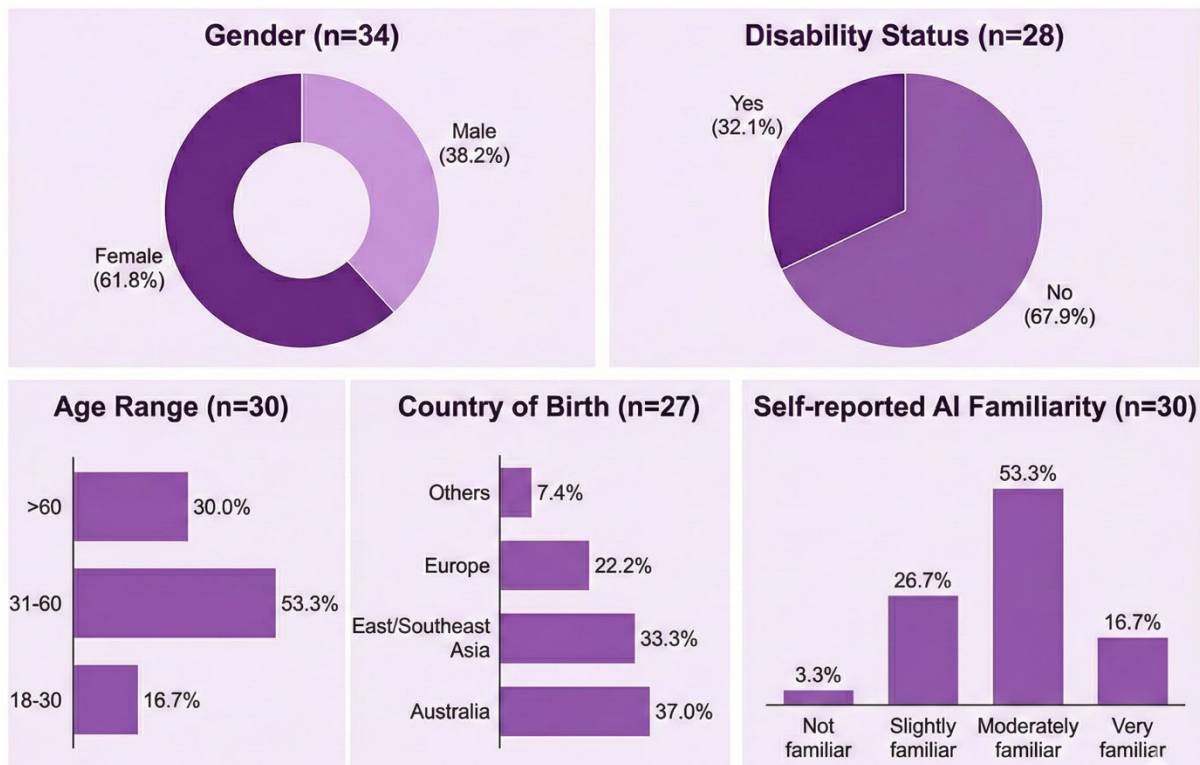 Gender (n=34)
Male
(38.2%)
Female
(61.8%)
Disability Status (n=28)
Yes
(32.1%)
No
(67.9%)
Age Range (n=30)
>60
30.0%
31-60
53.3%
18-30
16.7%
Country of Birth (n=27)
Others
7.4%
Europe
22.2%
East/Southeast
Asia
33.3%
Australia
37.0%
Self-reported AI Familiarity (n=30)
3.3%
26.7%
53.3%
16.7%
Not
familiar
Slightly
familiar
Moderately
familiar
Very
familiar